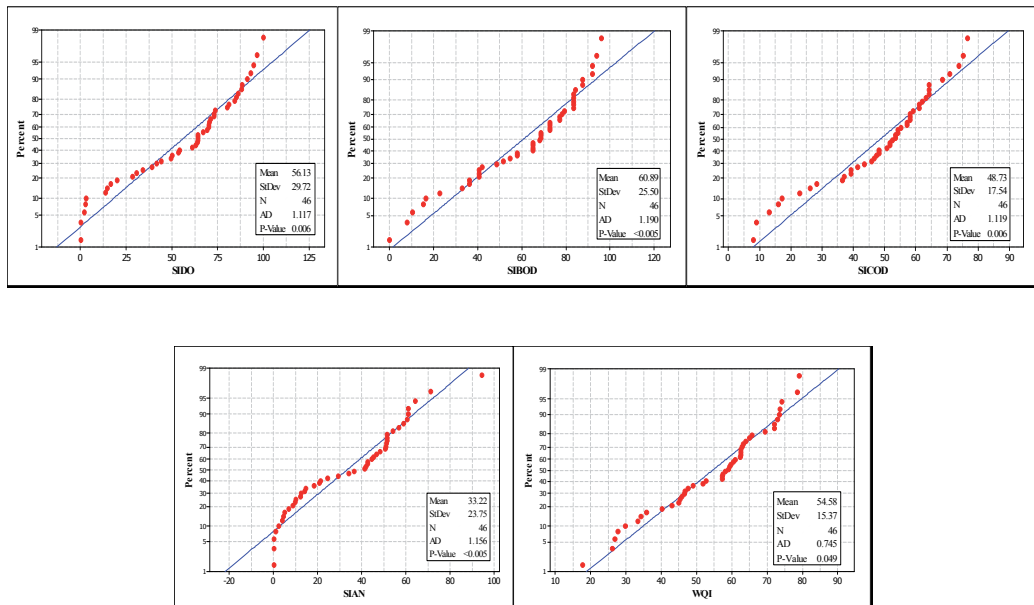 99
95
90
80
70
60
50
40
30
20
10
5
1
Percent
Mean 56.13
StDev 29.72
N 46
AD 1.117
P-Value 0.006
0 25 50 75 100 125
SIDO
99
95
90
80
70
60
50
40
30
20
10
5
1
Percent
Mean 60.89
StDev 25.50
N 46
AD 1.190
P-Value <0.005
0 20 40 60 80 100 120
SIBOD
99
95
90
80
70
60
50
40
30
20
10
5
1
Percent
Mean 48.73
StDev 17.54
N 46
AD 1.119
P-Value 0.006
0 10 20 30 40 50 60 70 80 90
SICOD
99
95
90
80
70
60
50
40
30
20
10
5
1
Percent
Mean 33.22
StDev 23.75
N 46
AD 1.156
P-Value <0.005
-20 0 20 40 60 80 100
SIAN
99
95
90
80
70
60
50
40
30
20
10
5
1
Percent
Mean 54.58
StDev 15.37
N 46
AD 0.745
P-Value 0.049
10 20 30 40 50 60 70 80 90
WQI